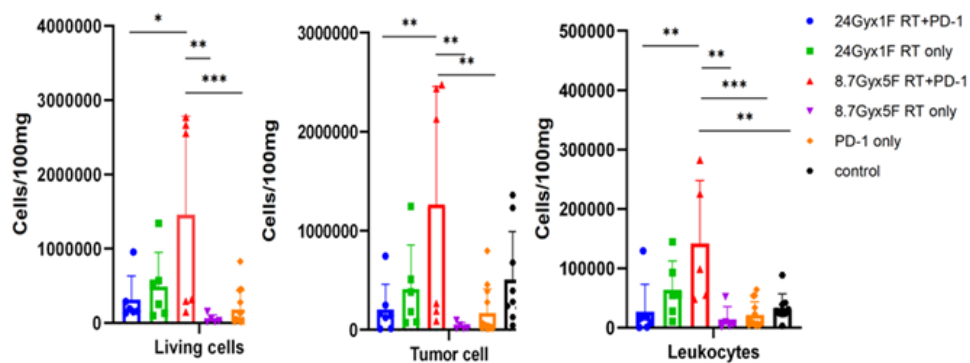 Cells/100mg
4000000
3000000
2000000
1000000
0
*
**
***
Living cells
Cells/100mg
3000000
2000000
1000000
0
**
**
**
Tumor cell
Cells/100mg
500000
400000
300000
200000
100000
0
**
**
***
**
Leukocytes
24Gyx1F RT+PD-1
24Gyx1F RT only
8.7Gyx5F RT+PD-1
8.7Gyx5F RT only
PD-1 only
control